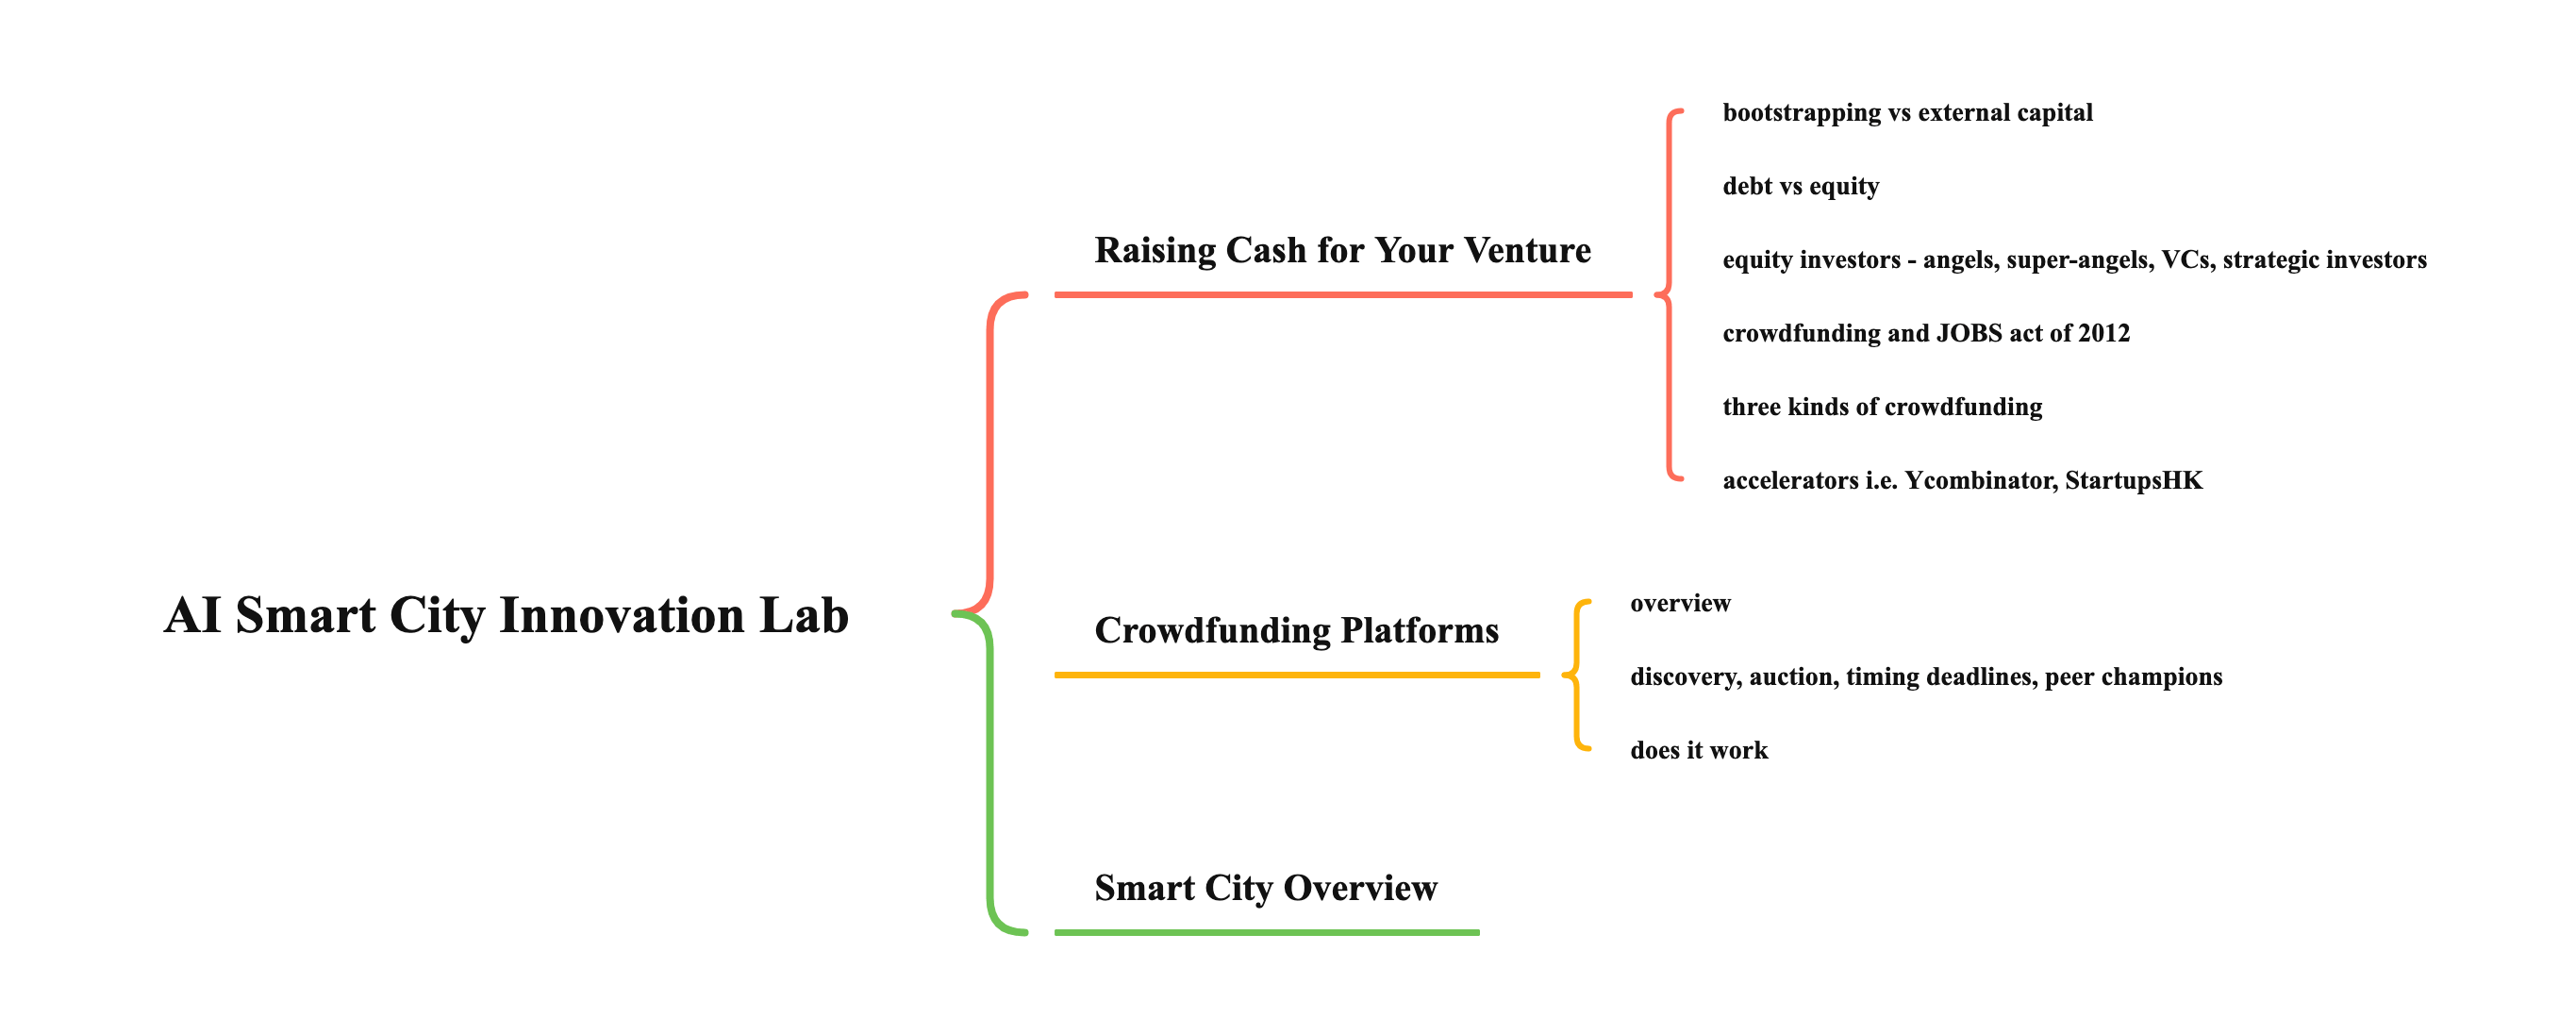 AI Smart City Innovation Lab
Raising Cash for Your Venture
bootstrapping vs external capital
debt vs equity
equity investors - angels, super-angels, VCs, strategic investors
crowdfunding and JOBS act of 2012
three kinds of crowdfunding
accelerators i.e. Ycombinator, StartupsHK
Crowdfunding Platforms
overview
discovery, auction, timing deadlines, peer champions
does it work
Smart City Overview